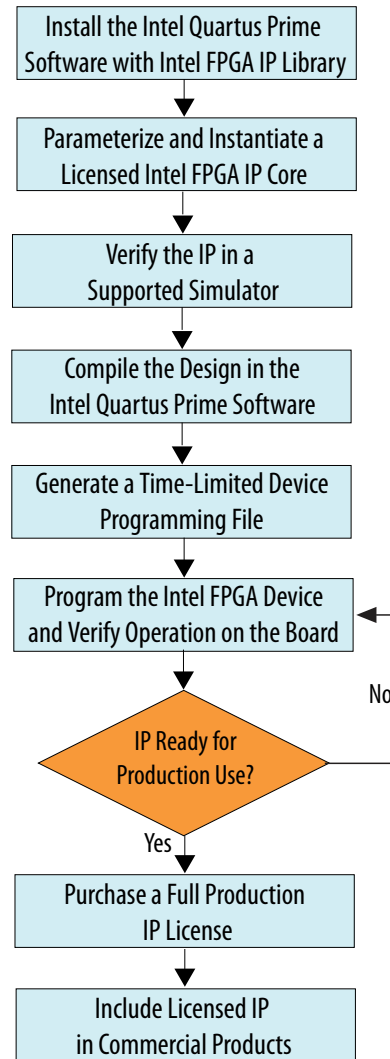 Install the Intel Quartus Prime
Software with Intel FPGA IP Library
Parameterize and Instantiate a
Licensed Intel FPGA IP Core
Verify the IP in a
Supported Simulator
Compile the Design in the
Intel Quartus Prime Software
Generate a Time-Limited Device
Programming File
Program the Intel FPGA Device
and Verify Operation on the Board
No
IP Ready for
Production Use?
Yes
Purchase a Full Production
IP License
Include Licensed IP
in Commercial Products